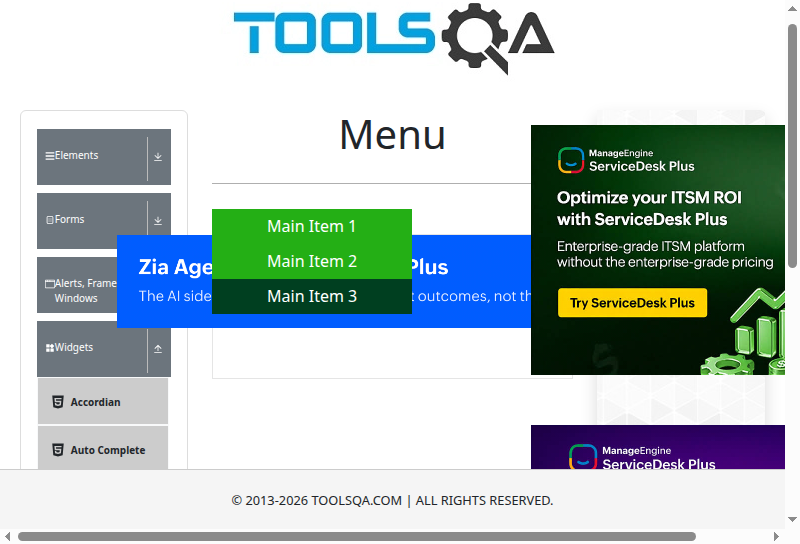 TOOLSQA
Menu
Elements
Forms
Alerts, Frame
Windows
Widgets
Accordian
Auto Complete
Main Item 1
Main Item 2
Main Item 3
Zia Age
Plus
The AI side
t outcomes, not th
ManageEngine
ServiceDesk Plus
Optimize your ITSM ROI
with ServiceDesk Plus
Enterprise-grade ITSM platform
without the enterprise-grade pricing
Try ServiceDesk Plus
ManageEngine
ServiceDesk Plus
© 2013-2026 TOOLSQA.COM | ALL RIGHTS RESERVED.